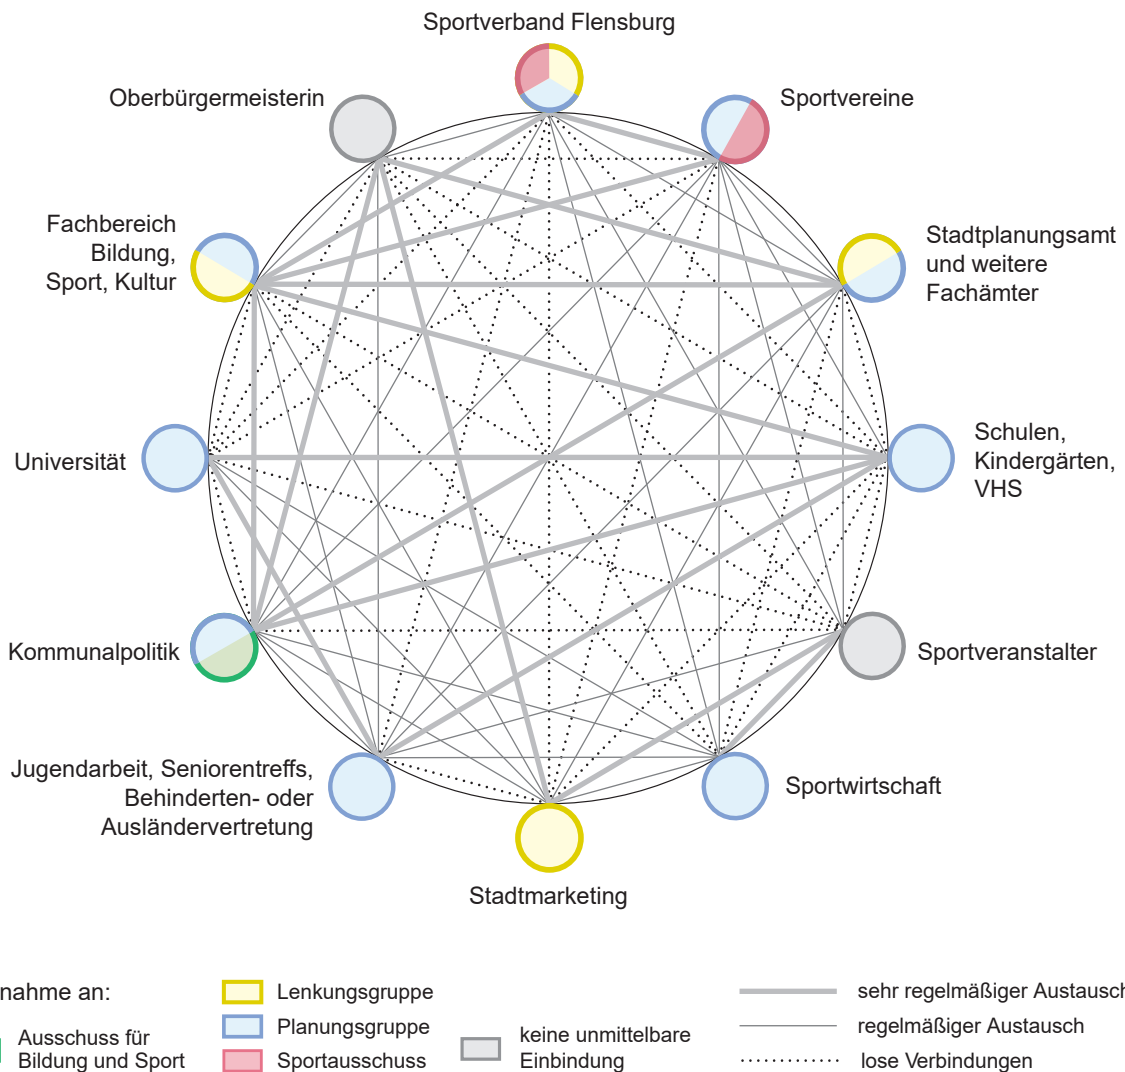 Sportverband Flensburg
Oberbürgermeisterin
Sportvereine
Fachbereich
Bildung,
Sport, Kultur
Stadtplanungsamt
und weitere
Fachämter
Universität
Schulen,
Kindergärten,
VHS
Kommunalpolitik
Sportveranstalter
Jugendarbeit, Seniorentreffs,
Behinderten- oder
Ausländervertretung
Sportwirtschaft
Stadtmarketing
nahme an:
Ausschuss für
Bildung und Sport
Lenkungsgruppe
Planungsgruppe
Sportausschuss
keine unmittelbare
Einbindung
sehr regelmäßiger Austausch
regelmäßiger Austausch
lose Verbindungen